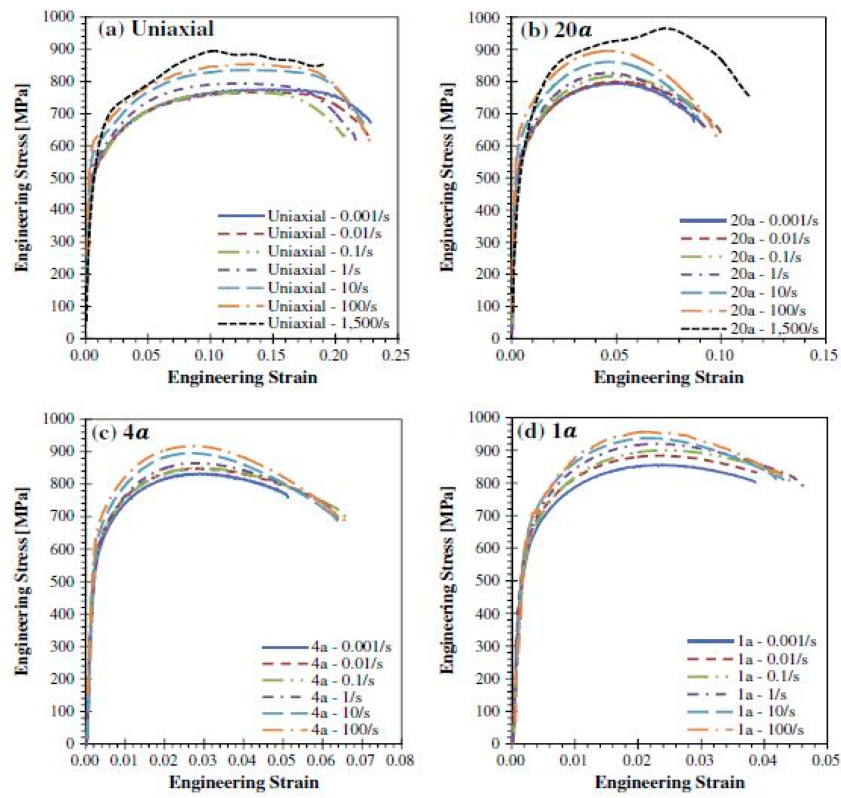 (a) Uniaxial
Engineering Stress [MPa]
1000
900
800
700
600
500
400
300
200
100
0
Uniaxial - 0.001/s
Uniaxial - 0.01/s
Uniaxial - 0.1/s
Uniaxial - 1/s
Uniaxial - 10/s
Uniaxial - 100/s
Uniaxial - 1,500/s
0.00 0.05 0.10 0.15 0.20 0.25
Engineering Strain
(b) 20a
Engineering Stress [MPa]
1000
900
800
700
600
500
400
300
200
100
0
20a - 0.001/s
20a - 0.01/s
20a - 0.1/s
20a - 1/s
20a - 10/s
20a - 100/s
20a - 1,500/s
0.00 0.05 0.10 0.15
Engineering Strain
(c) 4a
Engineering Stress [MPa]
1000
900
800
700
600
500
400
300
200
100
0
4a - 0.001/s
4a - 0.01/s
4a - 0.1/s
4a - 1/s
4a - 10/s
4a - 100/s
0.00 0.01 0.02 0.03 0.04 0.05 0.06 0.07 0.08
Engineering Strain
(d) 1a
Engineering Stress [MPa]
1000
900
800
700
600
500
400
300
200
100
0
1a - 0.001/s
1a - 0.01/s
1a - 0.1/s
1a - 1/s
1a - 10/s
1a - 100/s
0.00 0.01 0.02 0.03 0.04 0.05
Engineering Strain